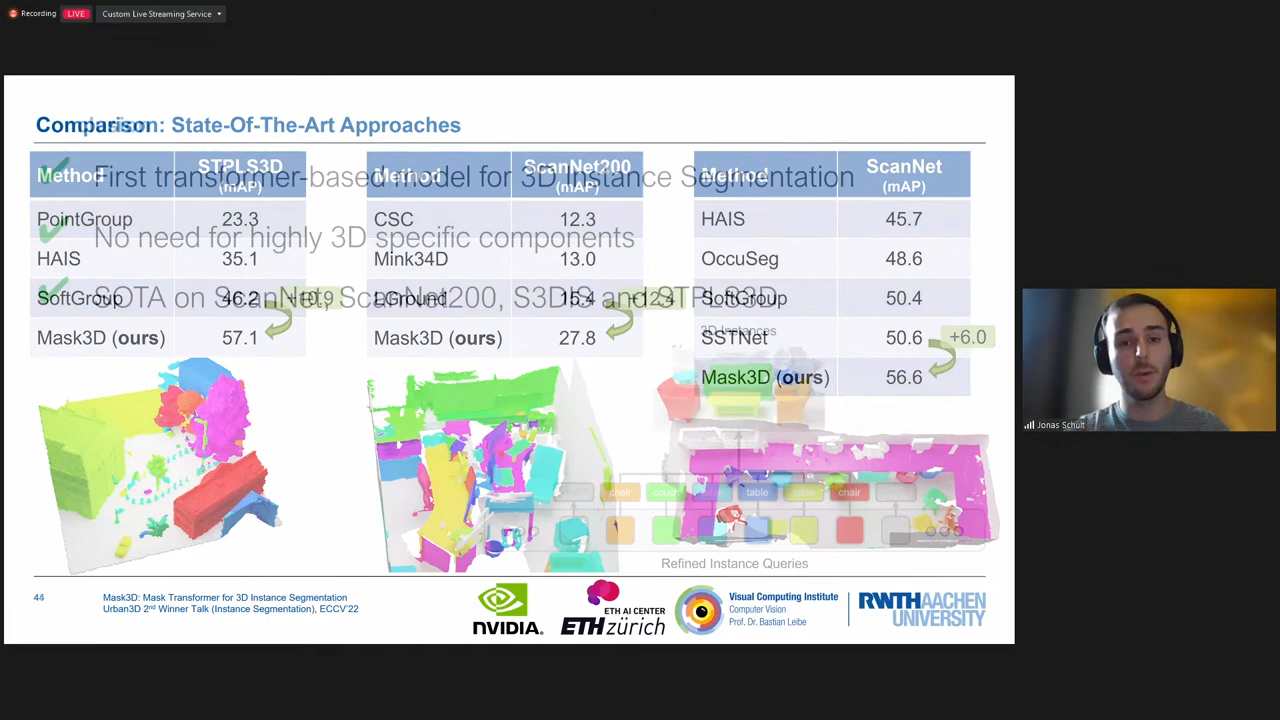 Recording
LIVE
Custom Live Streaming Service
Comparison: State-Of-The-Art Approaches
Method STPLS3D (mAP)
PointGroup 23.3
HAIS 35.1
SoftGroup 46.2 +10.9
Mask3D (ours) 57.1
Method ScanNet200 (mAP)
CSC 12.3
Mink34D 13.0
LGround 15.4 +12.4
Mask3D (ours) 27.8
Method ScanNet (mAP)
HAIS 45.7
OccuSeg 48.6
SoftGroup 50.4
SSTNet 50.6 +6.0
Mask3D (ours) 56.6
First transformer-based model for 3D Instance Segmentation
No need for highly 3D specific components
SOTA on ScanNet, ScanNet200, S3DIS and STPLS3D
3D Instances
chair couch table table chair
Refined Instance Queries
44
Mask3D: Mask Transformer for 3D Instance Segmentation
Urban3D 2nd Winner Talk (Instance Segmentation), ECCV'22
NVIDIA.
ETH AI CENTER
ETH zürich
Visual Computing Institute
Computer Vision
Prof. Dr. Bastian Leibe
RWTH AACHEN
UNIVERSITY
Jonas Schult